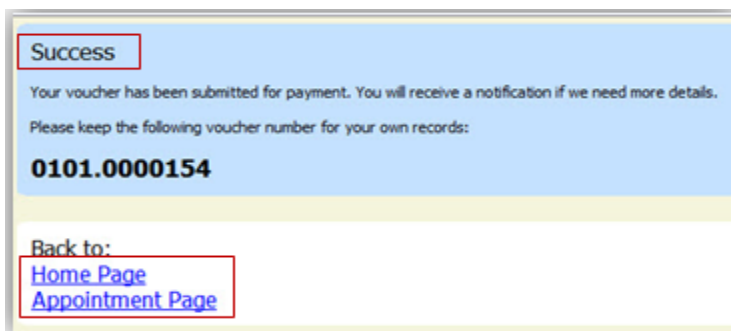 Success
Your voucher has been submitted for payment. You will receive a notification if we need more details.
Please keep the following voucher number for your own records:
0101.0000154
Back to:
Home Page
Appointment Page